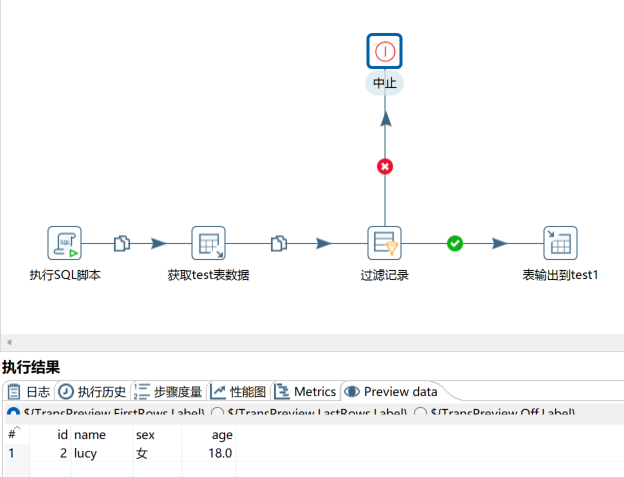 中止
SQL
执行SQL脚本
获取test表数据
过滤记录
表输出到test1
执行结果
日志 执行历史 步骤度量 性能图 Metrics Preview data
${TransPreview.FirstRows.Label} ${TransPreview.LastRows.Label} ${TransPreview.Off.Label}
# id name sex age
1 2 lucy 女 18.0